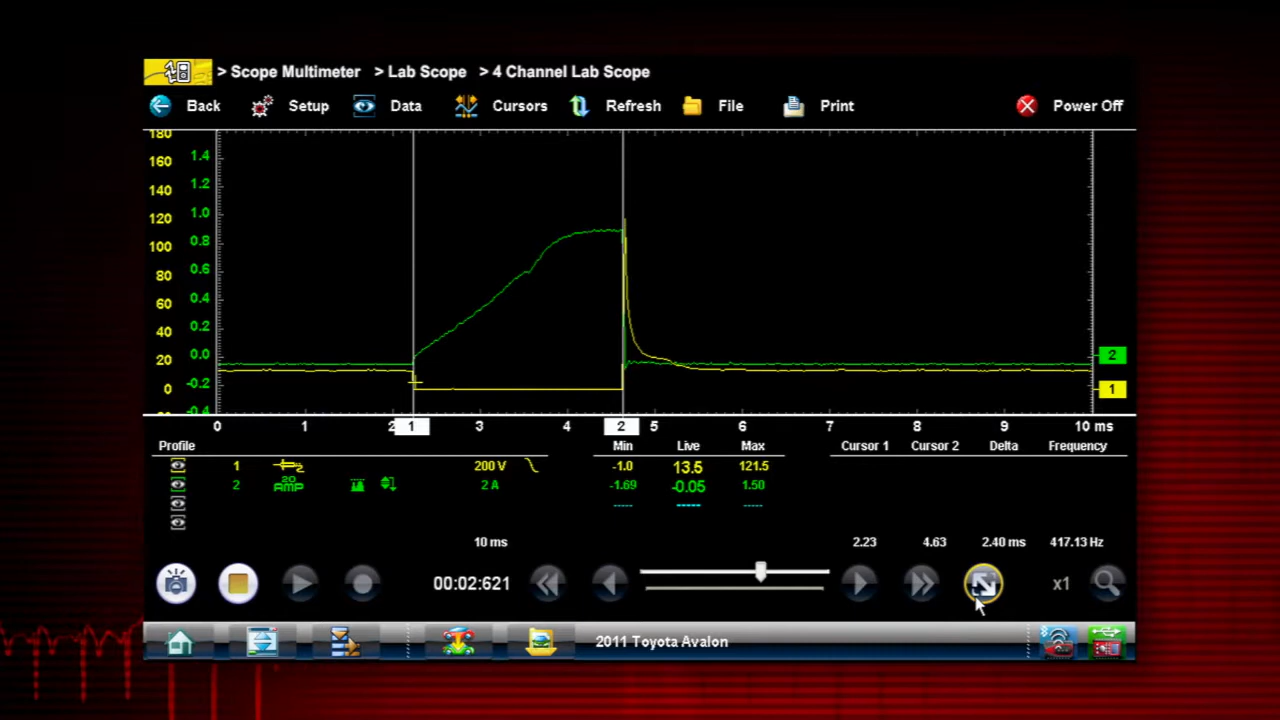 > Scope Multimeter > Lab Scope > 4 Channel Lab Scope
Back Setup Data Cursors Refresh File Print Power Off
180
160 1.4
140 1.2
120 1.0
100 0.8
80 0.6
60 0.4
40 0.2
20 0.0 2
0 -0.2 1
-0.4
0 1 2 1 3 4 2 5 6 7 8 9 10 ms
Profile Min Live Max Cursor 1 Cursor 2 Delta Frequency
1 200 V -1.0 13.5 121.5
2 20 AMP 2 A -1.69 -0.05 1.50
----- ----- -----
10 ms 2.23 4.63 2.40 ms 417.13 Hz
00:02:621 x1
2011 Toyota Avalon